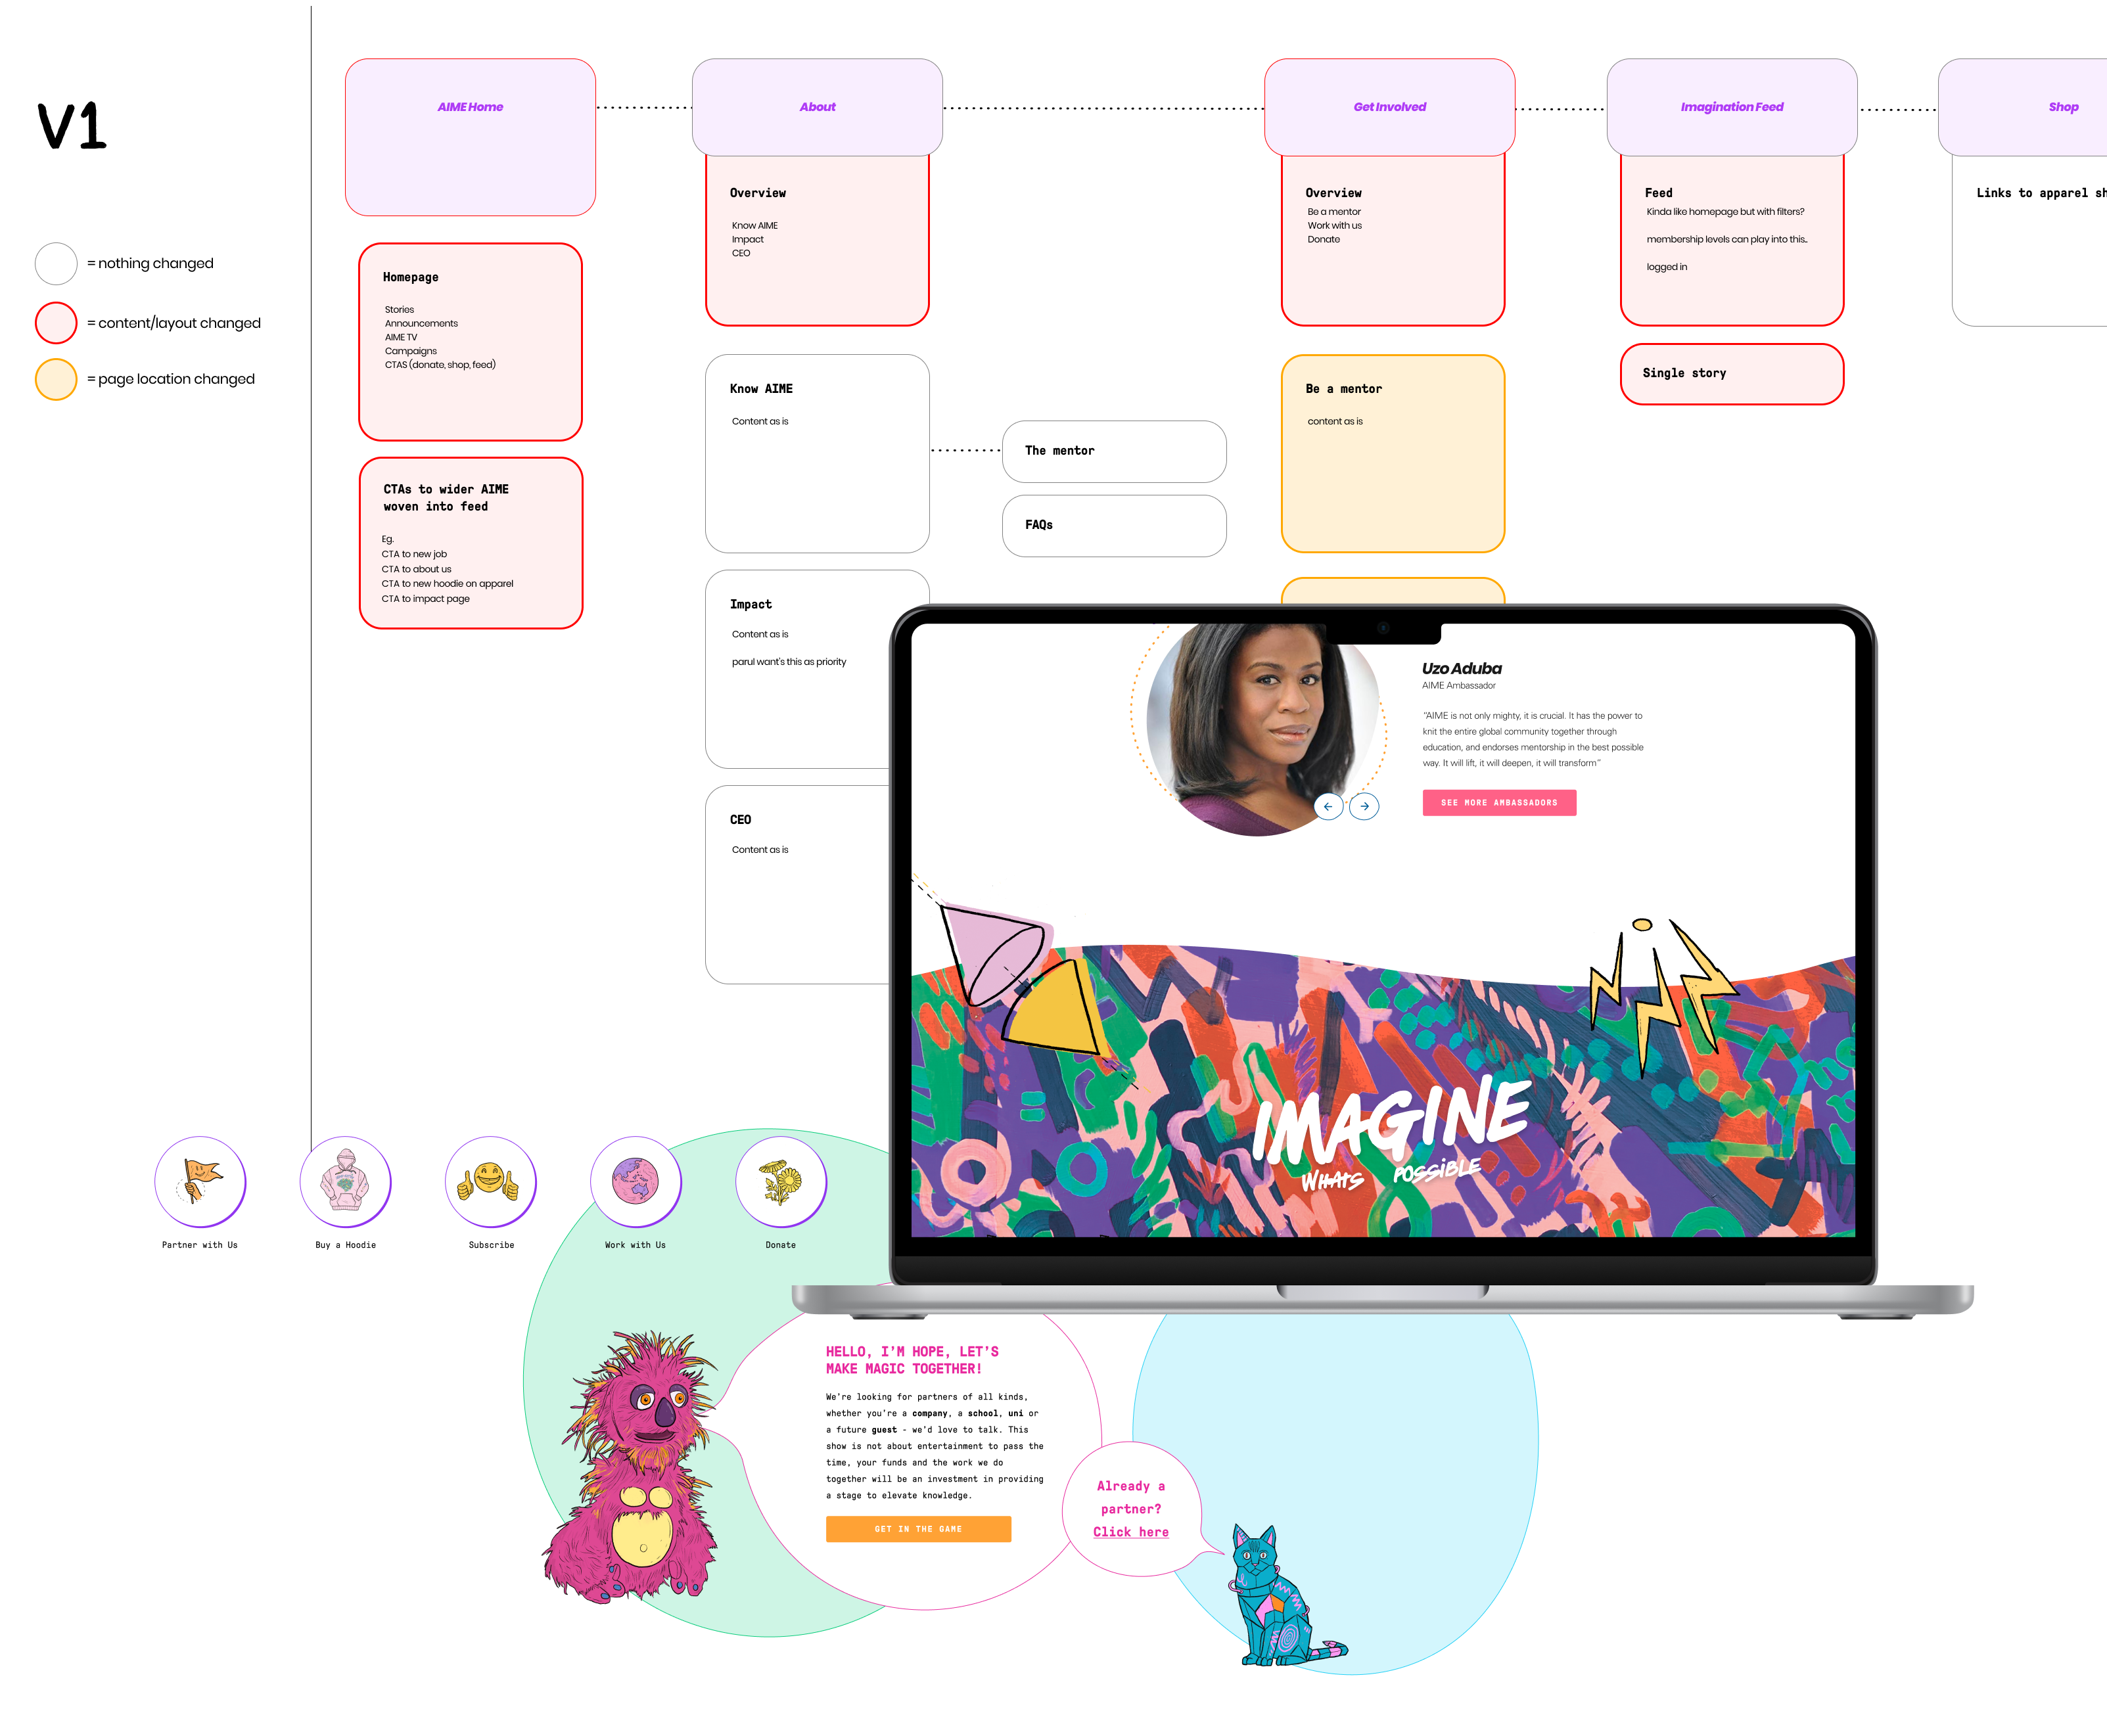 V1
= nothing changed
= content/layout changed
= page location changed
AIME Home
Homepage
Stories
Announcements
AIME TV
Campaigns
CTAS (donate, shop, feed)
CTAs to wider AIME
woven into feed
Eg.
CTA to new job
CTA to about us
CTA to new hoodie on apparel
CTA to impact page
About
Overview
Know AIME
Impact
CEO
Know AIME
Content as is
The mentor
FAQs
Impact
Content as is
parul want's this as priority
CEO
Content as is
Get Involved
Overview
Be a mentor
Work with us
Donate
Be a mentor
content as is
Imagination Feed
Feed
Kinda like homepage but with filters?
membership levels can play into this..
logged in
Single story
Shop
Links to apparel sh
Uzo Aduba
AIME Ambassador
"AIME is not only mighty, it is crucial. It has the power to
knit the entire global community together through
education, and endorses mentorship in the best possible
way. It will lift, it will deepen, it will transform"
SEE MORE AMBASSADORS
IMAGINE
WHATS POSSIBLE
Partner with Us
Buy a Hoodie
Subscribe
Work with Us
Donate
HELLO, I'M HOPE, LET'S
MAKE MAGIC TOGETHER!
We're looking for partners of all kinds,
whether you're a company, a school, uni or
a future guest - we'd love to talk. This
show is not about entertainment to pass the
time, your funds and the work we do
together will be an investment in providing
a stage to elevate knowledge.
GET IN THE GAME
Already a
partner?
Click here